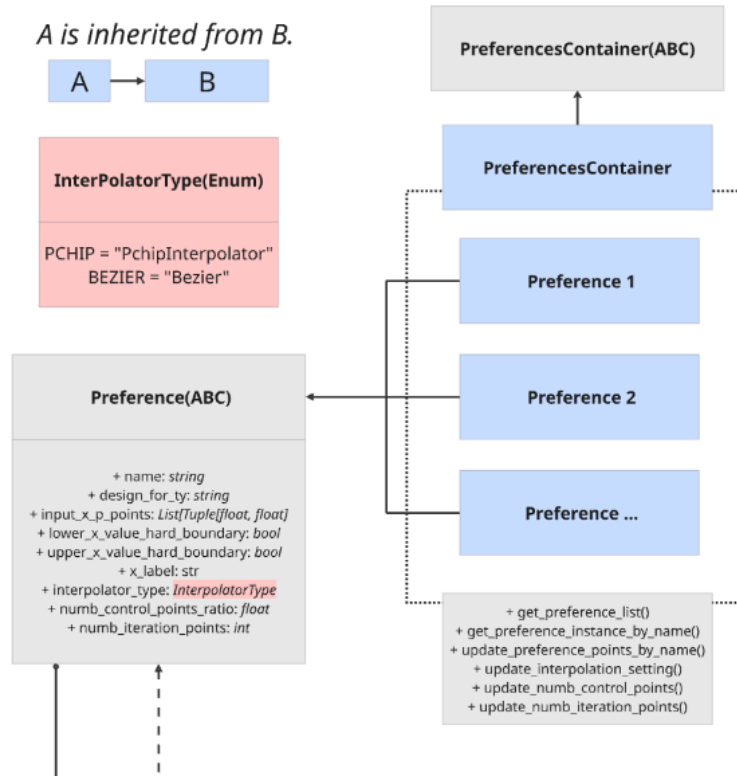 A is inherited from B.
A
B
InterPolatorType(Enum)
PCHIP = "PchipInterpolator"
BEZIER = "Bezier"
Preference(ABC)
+ name: string
+ design_for_ty: string
+ input_x_p_points: List[Tuple[float, float]
+ lower_x_value_hard_boundary: bool
+ upper_x_value_hard_boundary: bool
+ x_label: str
+ interpolator_type: InterpolatorType
+ numb_control_points_ratio: float
+ numb_iteration_points: int
PreferencesContainer(ABC)
PreferencesContainer
Preference 1
Preference 2
Preference ...
+ get_preference_list()
+ get_preference_instance_by_name()
+ update_preference_points_by_name()
+ update_interpolation_setting()
+ update_numb_control_points()
+ update_numb_iteration_points()